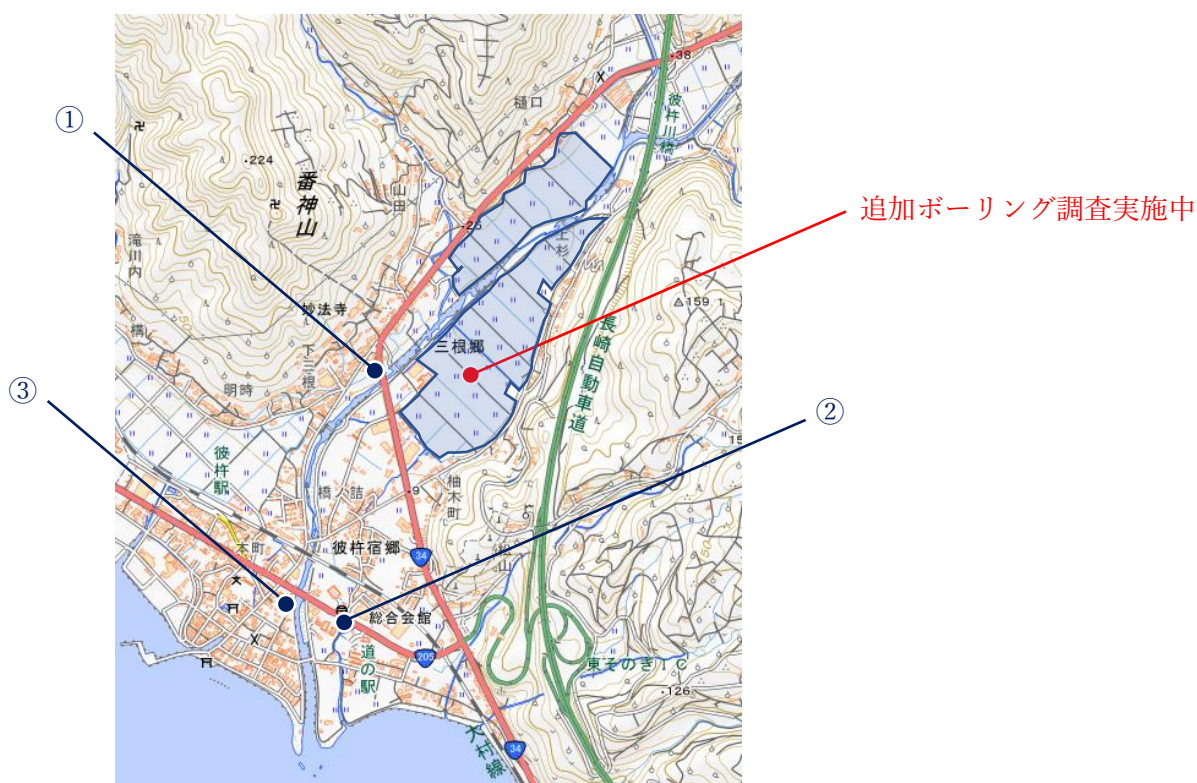 ①
②
③
追加ボーリング調査実施中
樋口
38
彼杵川橋
224
番神山
山田
25
上杉
滝川内
159.1
妙法寺
三根郷
長崎自動車道
下三根
明時
彼杵駅
橋ノ詰
9
柚木町
本町
彼杵宿郷
34
松山
総合会館
道の駅
205
東そのぎIC
126
大村線
34